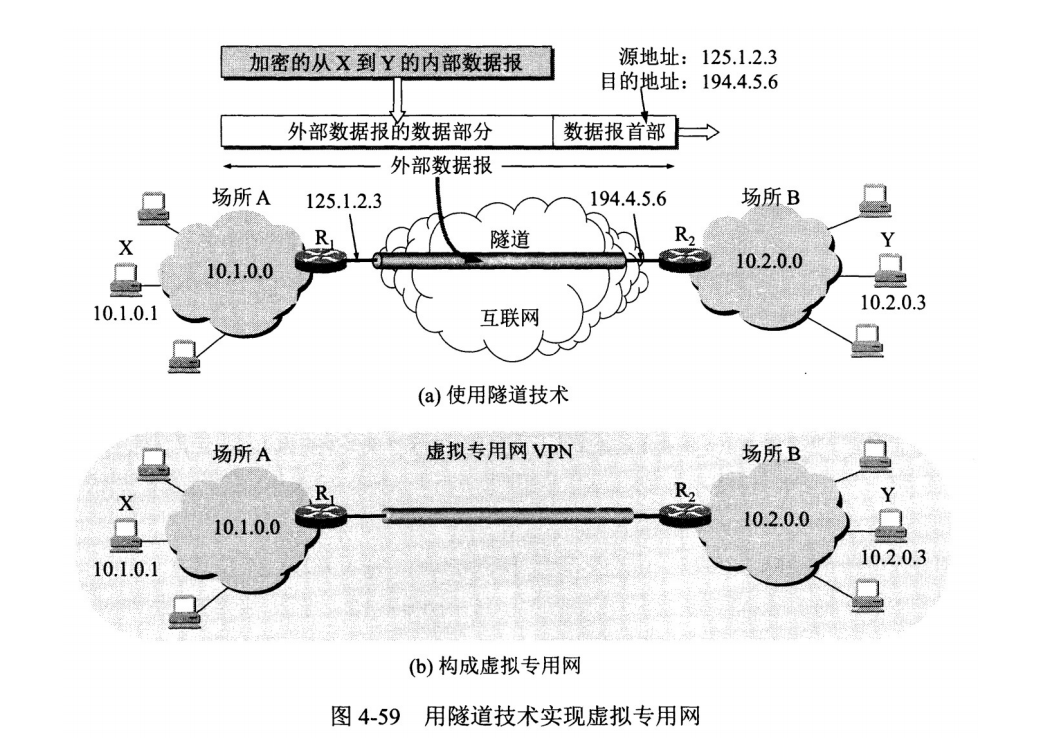 加密的从 X 到 Y 的内部数据报
源地址：125.1.2.3
目的地址：194.4.5.6
外部数据报的数据部分
数据报首部
外部数据报
场所 A
125.1.2.3
194.4.5.6
场所 B
X
R1
隧道
R2
Y
10.1.0.0
10.2.0.0
10.1.0.1
10.2.0.3
互联网
(a) 使用隧道技术
场所 A
虚拟专用网 VPN
场所 B
X
R1
R2
Y
10.1.0.0
10.2.0.0
10.1.0.1
10.2.0.3
(b) 构成虚拟专用网
图 4-59 用隧道技术实现虚拟专用网